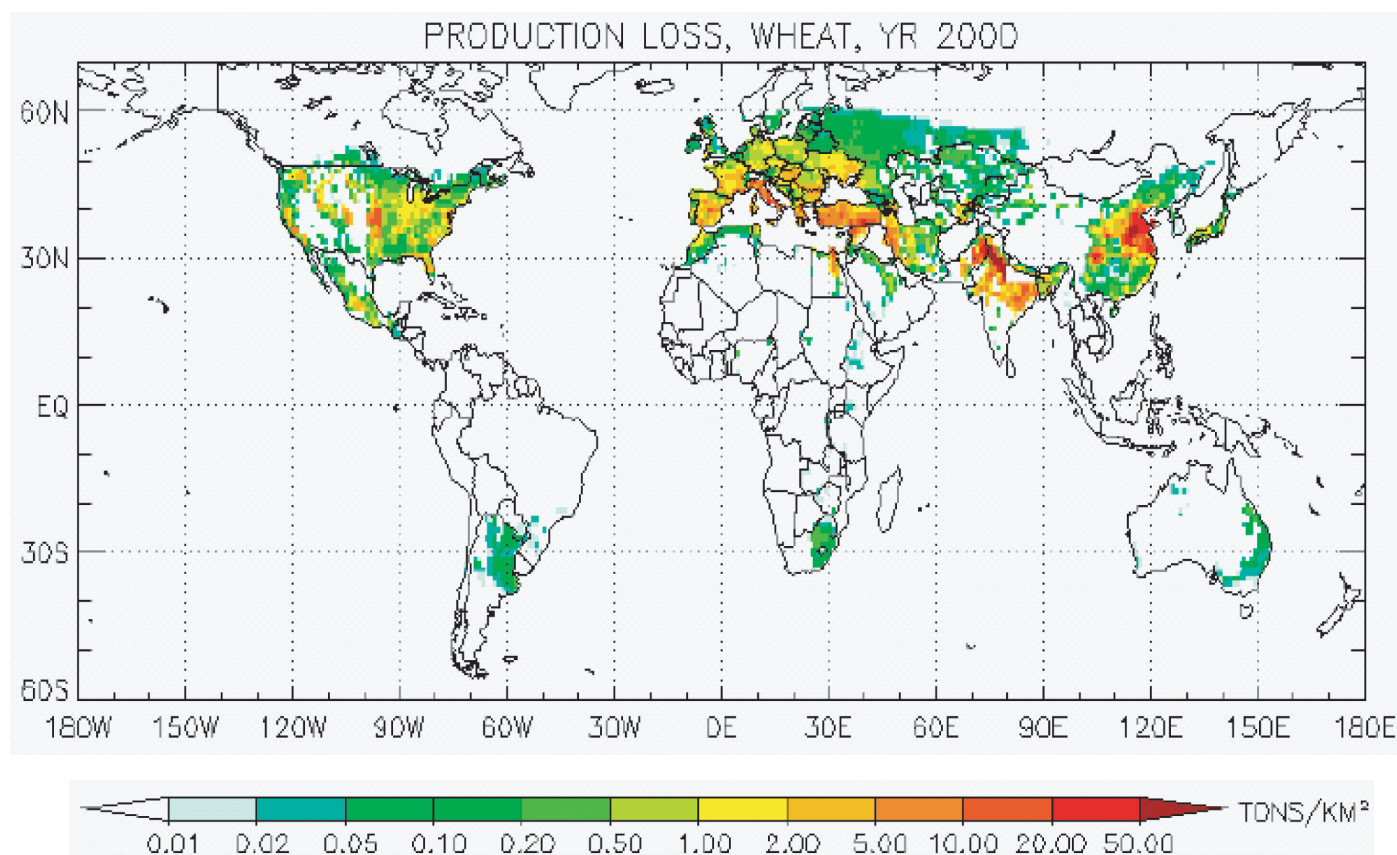 PRODUCTION LOSS, WHEAT, YR 2000
60N
30N
EQ
30S
60S
180W 150W 120W 90W 60W 30W 0E 30E 60E 90E 120E 150E 180E
0.01 0.02 0.05 0.10 0.20 0.50 1.00 2.00 5.00 10.00 20.00 50.00 TONS/KM²